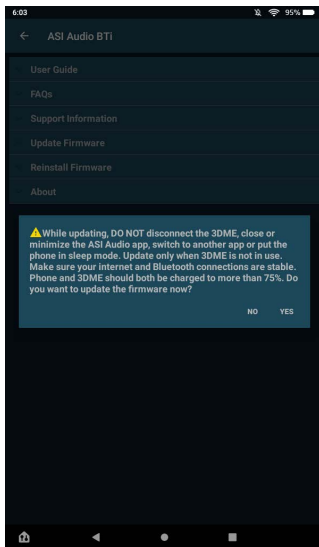 6:03
95%
ASI Audio BTi
User Guide
FAQs
Support Information
Update Firmware
Reinstall Firmware
About
While updating, DO NOT disconnect the 3DME, close or
minimize the ASI Audio app, switch to another app or put the
phone in sleep mode. Update only when 3DME is not in use.
Make sure your internet and Bluetooth connections are stable.
Phone and 3DME should both be charged to more than 75%. Do
you want to update the firmware now?
NO YES